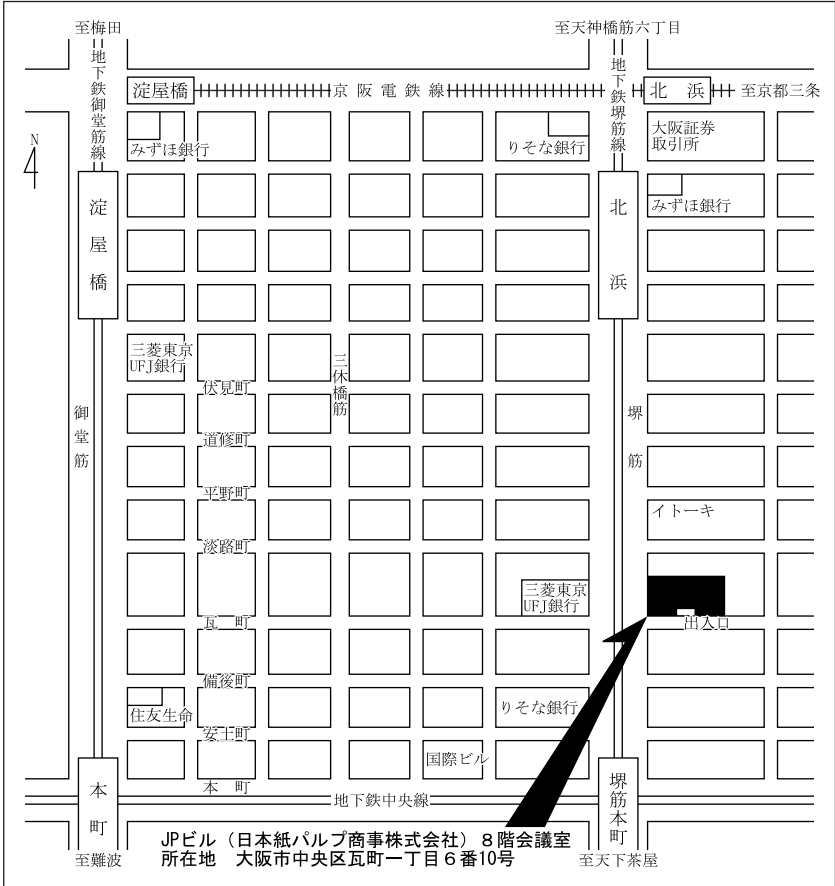 至梅田
至天神橋筋六丁目
地下鉄御堂筋線
地下鉄堺筋線
淀屋橋
京阪電鉄線
北浜
至京都三条
みずほ銀行
りそな銀行
大阪証券
取引所
N
淀屋橋
北浜
みずほ銀行
三菱東京
UFJ銀行
三休橋筋
伏見町
御堂筋
堺筋
道修町
平野町
イトーキ
淡路町
三菱東京
UFJ銀行
瓦町
出入口
備後町
住友生命
りそな銀行
安土町
国際ビル
本町
堺筋本町
本町
地下鉄中央線
JPビル（日本紙パルプ商事株式会社）８階会議室
所在地　大阪市中央区瓦町一丁目６番10号
至難波
至天下茶屋